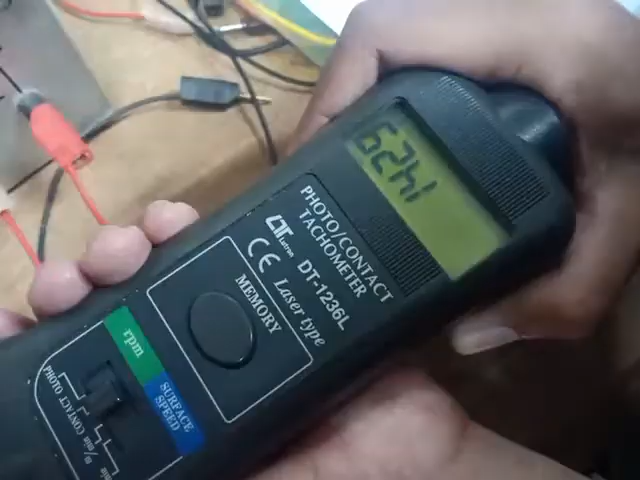 1429
PHOTO/CONTACT
TACHOMETER
Lutron DT-1236L
CE Laser type
MEMORY
rpm
SURFACE
SPEED
PHOTO CONTACT